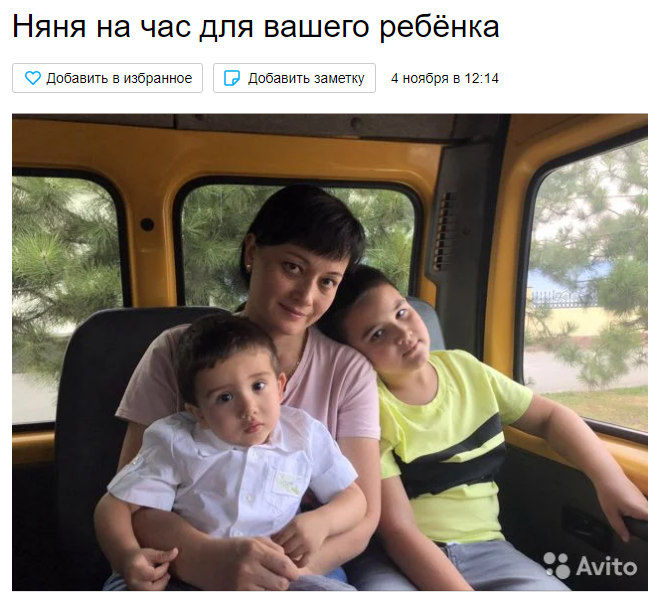 Няня на час для вашего ребёнка
Добавить в избранное
Добавить заметку
4 ноября в 12:14
Avito